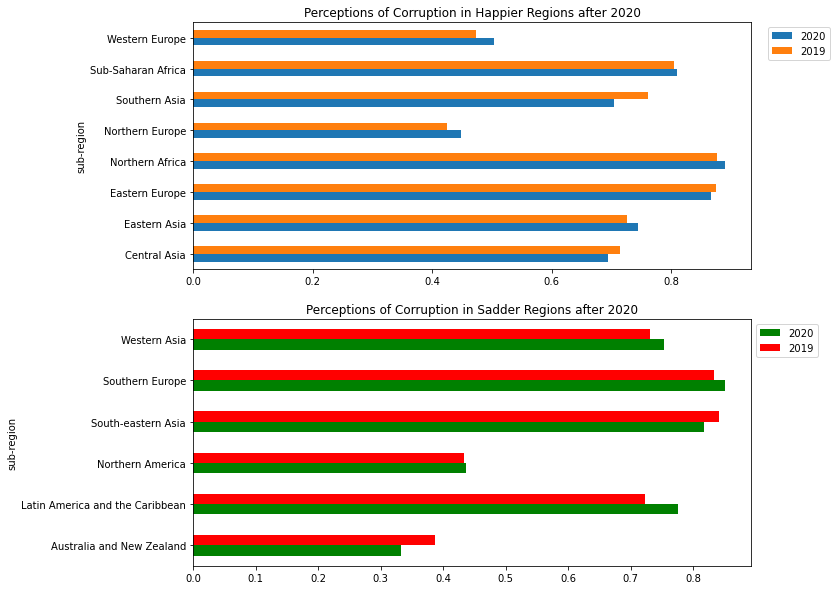 Perceptions of Corruption in Happier Regions after 2020
2020
2019
sub-region
Western Europe
Sub-Saharan Africa
Southern Asia
Northern Europe
Northern Africa
Eastern Europe
Eastern Asia
Central Asia
0.0 0.2 0.4 0.6 0.8
Perceptions of Corruption in Sadder Regions after 2020
2020
2019
sub-region
Western Asia
Southern Europe
South-eastern Asia
Northern America
Latin America and the Caribbean
Australia and New Zealand
0.0 0.1 0.2 0.3 0.4 0.5 0.6 0.7 0.8